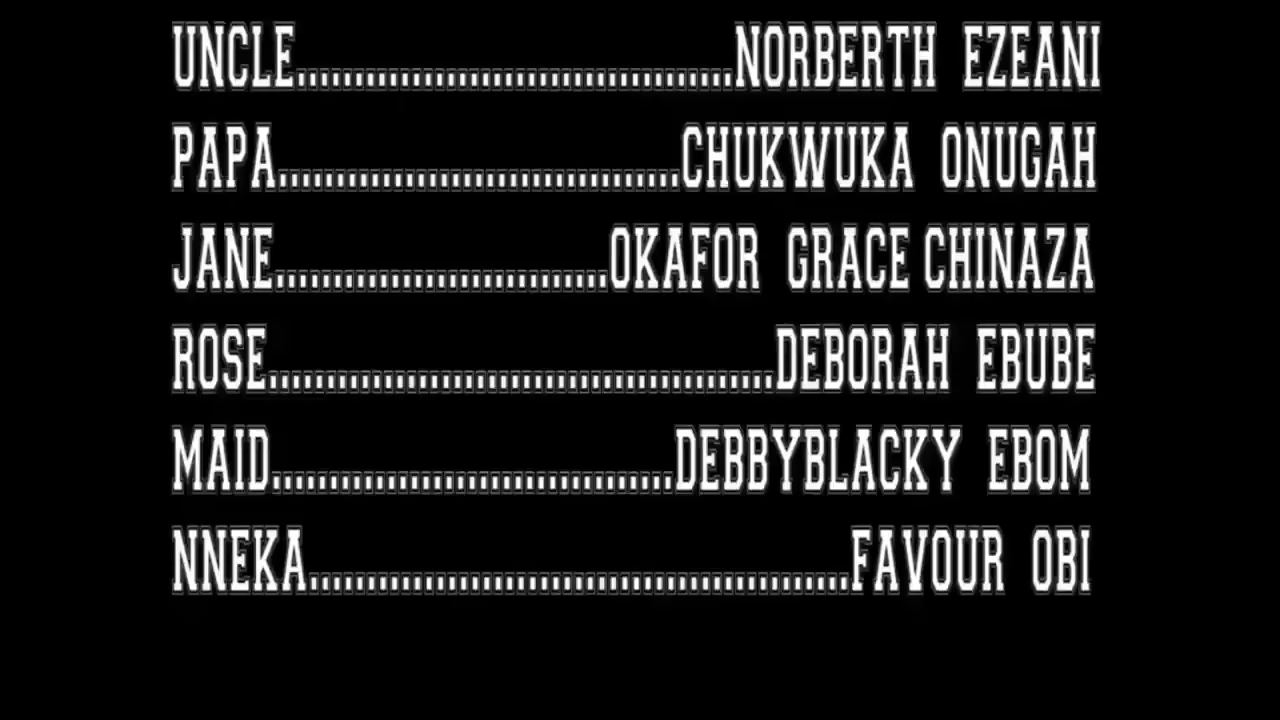 UNCLE.....................................NORBERTH EZEANI
PAPA..................................CHUKWUKA ONUGAH
JANE............................OKAFOR GRACE CHINAZA
ROSE...........................................DEBORAH EBUBE
MAID..................................DEBBYBLACKY EBOM
NNEKA..............................................FAVOUR OBI